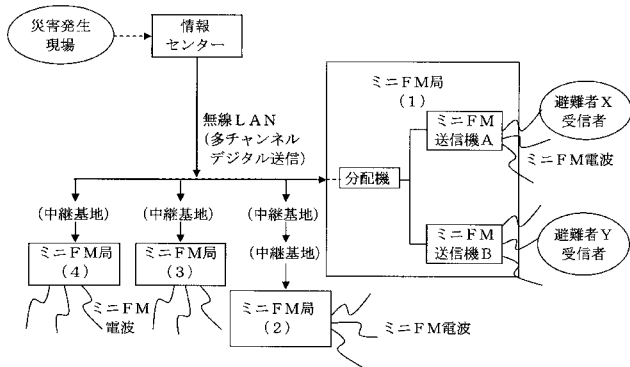 災害発生
現場
情報
センター
無線LAN
(多チャンネル
デジタル送信)
ミニFM局
(1)
分配機
ミニFM
送信機A
ミニFM
送信機B
避難者X
受信者
ミニFM電波
避難者Y
受信者
(中継基地)
(中継基地)
(中継基地)
(中継基地)
ミニFM局
(4)
ミニFM局
(3)
ミニFM局
(2)
ミニFM
電波
ミニFM電波